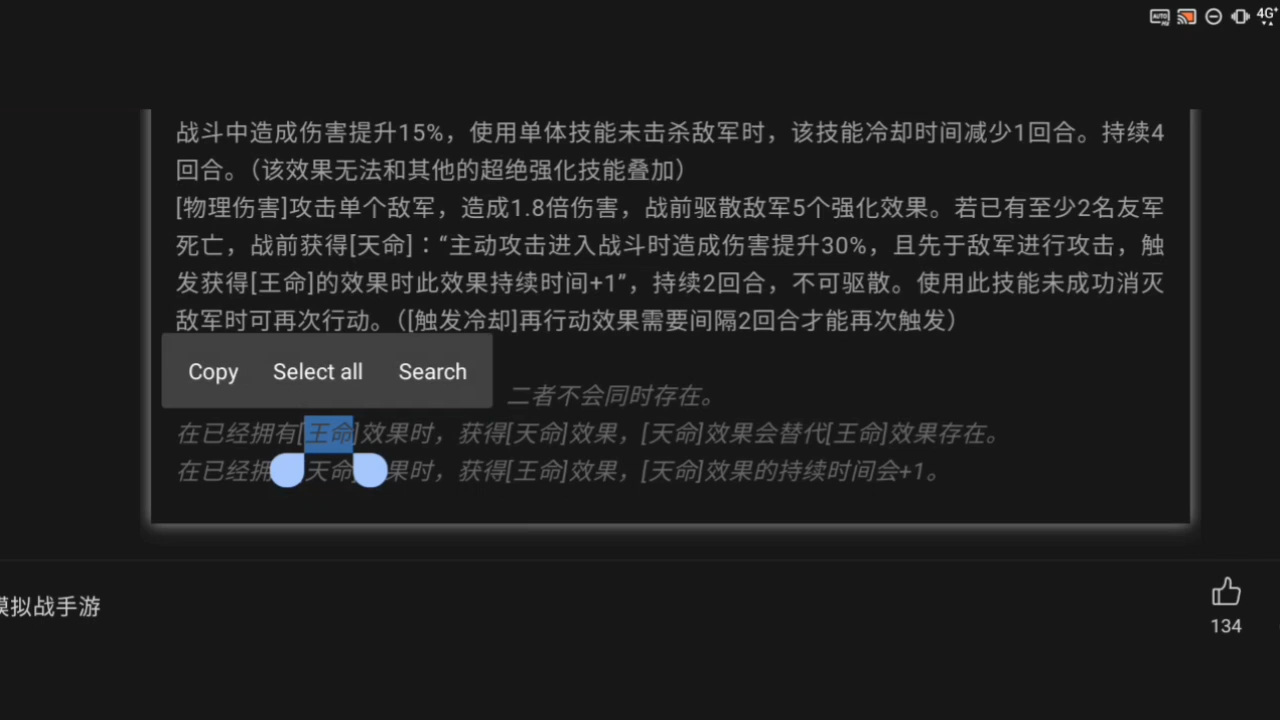 4G+
战斗中造成伤害提升15%，使用单体技能未击杀敌军时，该技能冷却时间减少1回合。持续4
回合。（该效果无法和其他的超绝强化技能叠加）
[物理伤害]攻击单个敌军，造成1.8倍伤害，战前驱散敌军5个强化效果。若已有至少2名友军
死亡，战前获得[天命]：“主动攻击进入战斗时造成伤害提升30%，且先于敌军进行攻击，触
发获得[王命]的效果时此效果持续时间+1”，持续2回合，不可驱散。使用此技能未成功消灭
敌军时可再次行动。（[触发冷却]再行动效果需要间隔2回合才能再次触发）
Copy Select all Search
二者不会同时存在。
在已经拥有[王命]效果时，获得[天命]效果，[天命]效果会替代[王命]效果存在。
在已经拥 天命 果时，获得[王命]效果，[天命]效果的持续时间会+1。
模拟战手游
134